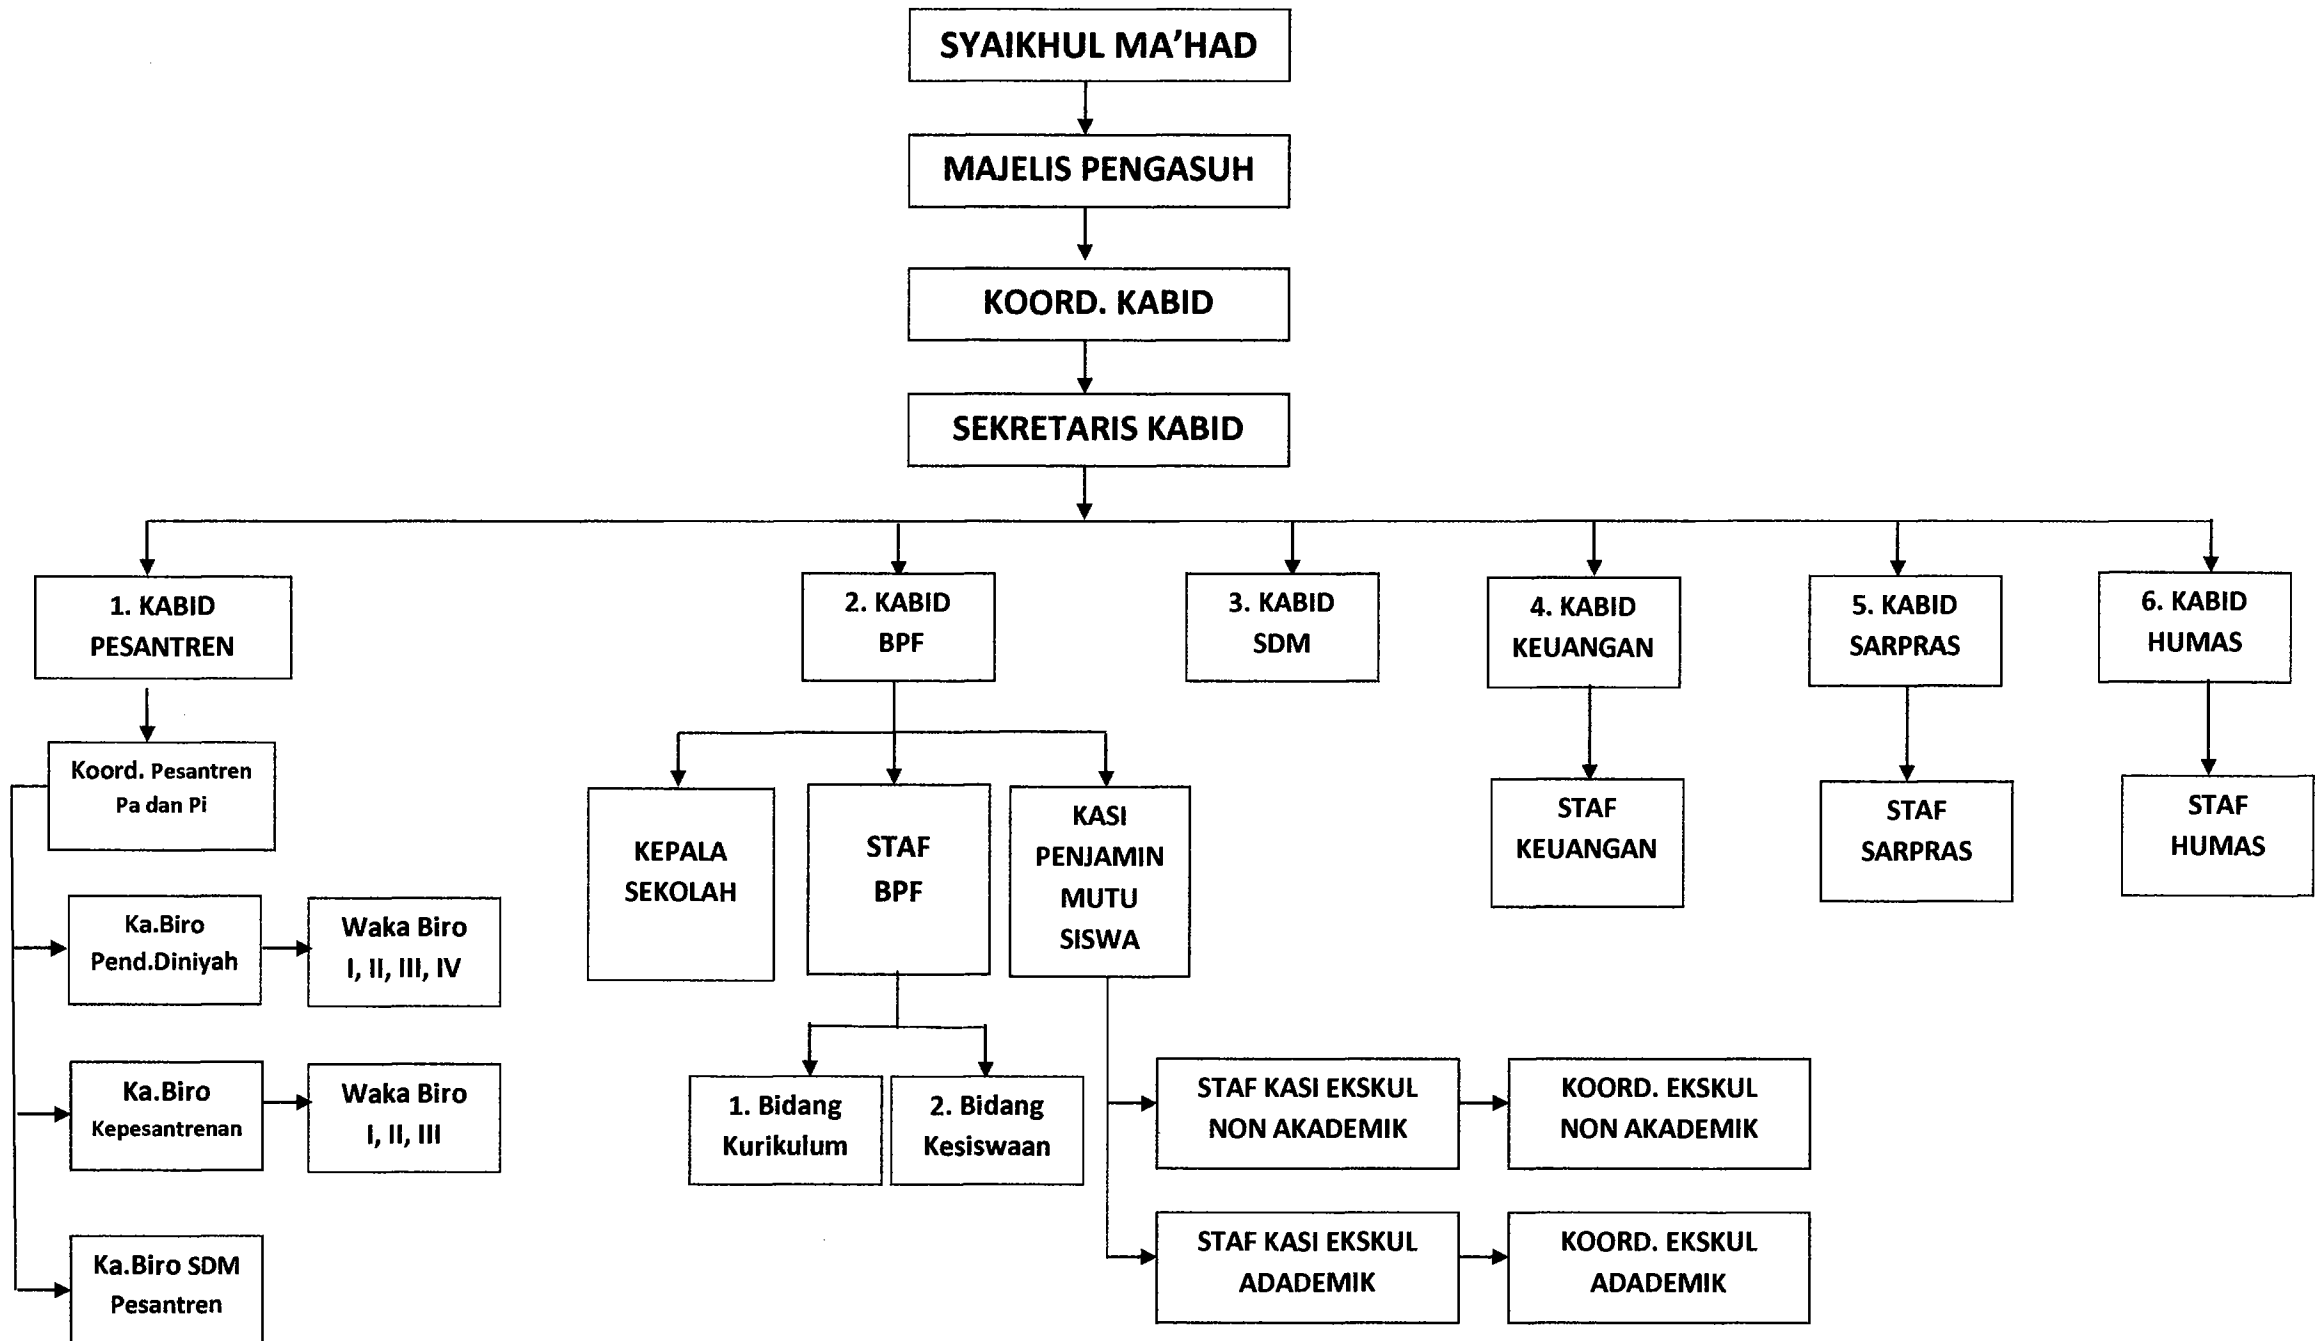 SYAIKHUL MA'HAD
MAJELIS PENGASUH
KOORD. KABID
SEKRETARIS KABID
1. KABID
PESANTREN
2. KABID
BPF
3. KABID
SDM
4. KABID
KEUANGAN
5. KABID
SARPRAS
6. KABID
HUMAS
Koord. Pesantren
Pa dan Pi
KEPALA
SEKOLAH
STAF
BPF
KASI
PENJAMIN
MUTU
SISWA
STAF
KEUANGAN
STAF
SARPRAS
STAF
HUMAS
Ka.Biro
Pend.Diniyah
Waka Biro
I, II, III, IV
Ka.Biro
Kepesantrenan
Waka Biro
I, II, III
1. Bidang
Kurikulum
2. Bidang
Kesiswaan
STAF KASI EKSKUL
NON AKADEMIK
KOORD. EKSKUL
NON AKADEMIK
Ka.Biro SDM
Pesantren
STAF KASI EKSKUL
ADADEMIK
KOORD. EKSKUL
ADADEMIK